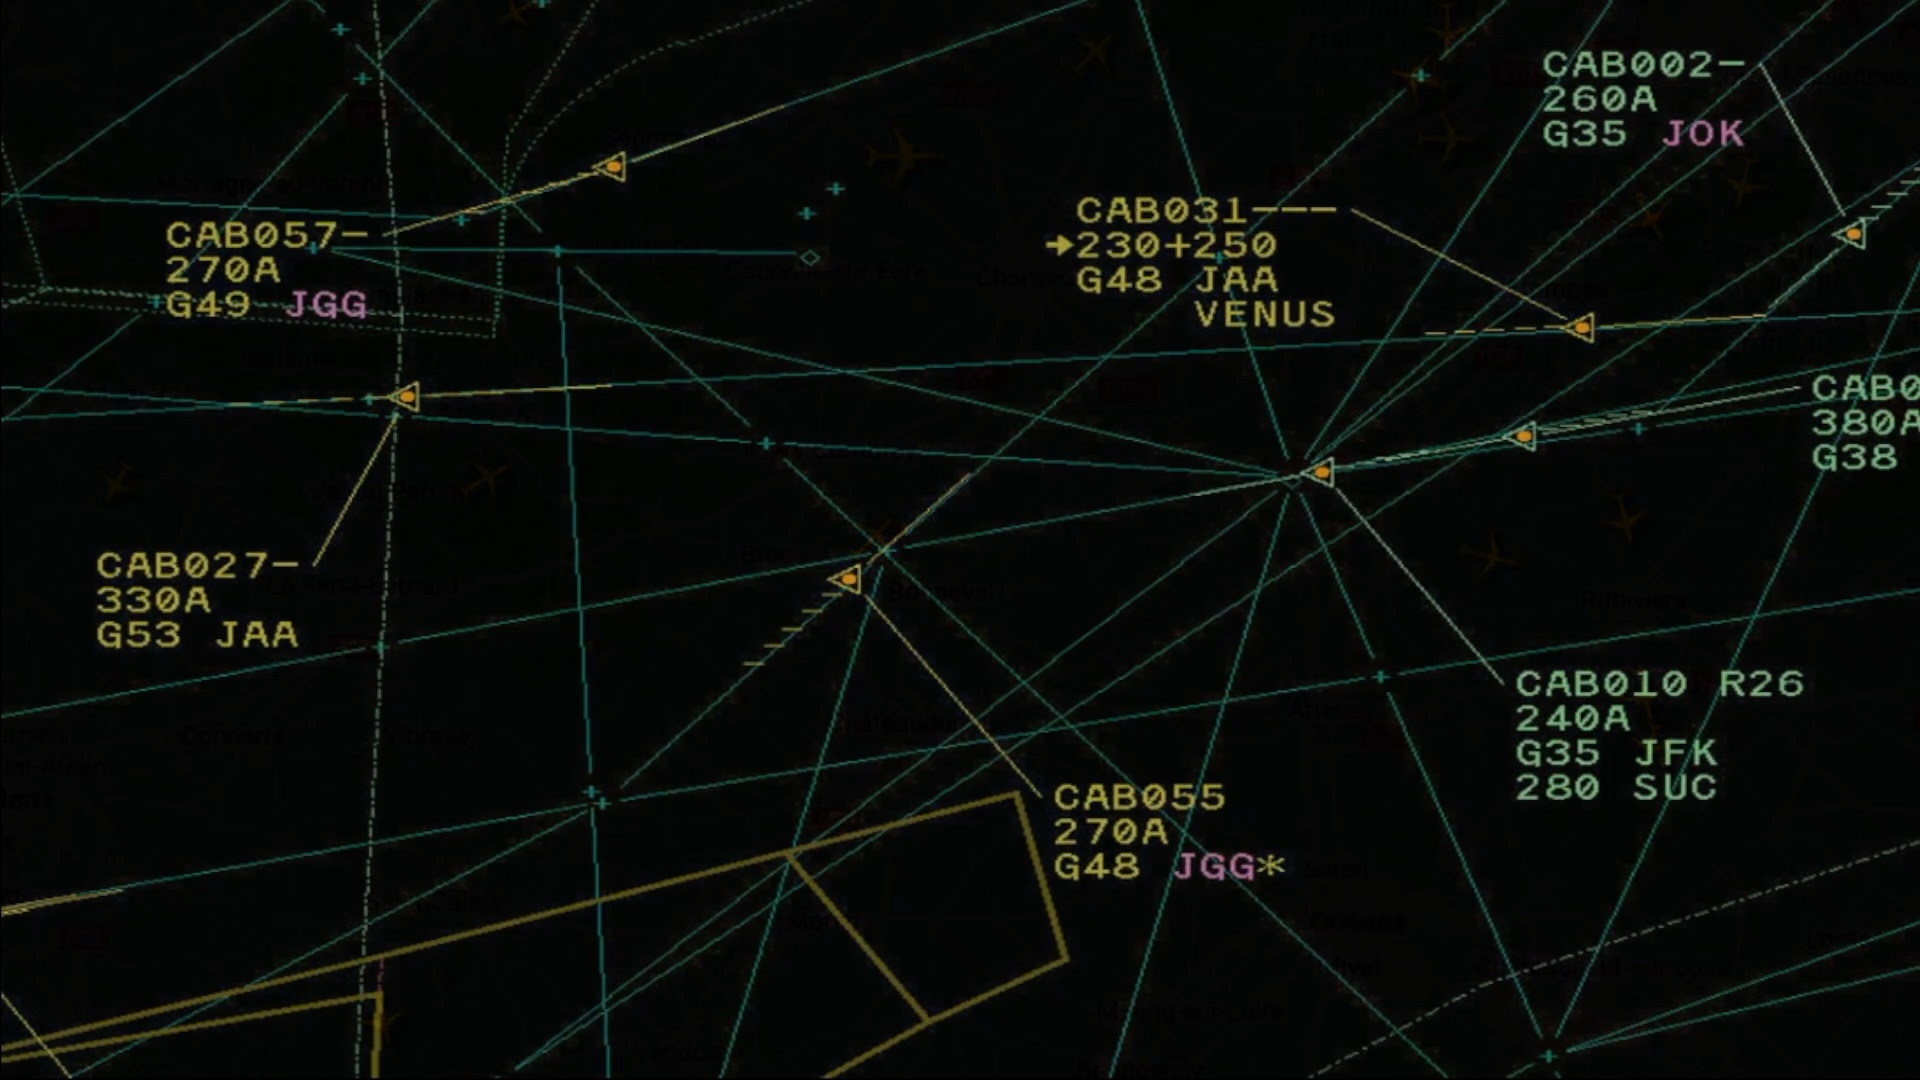 CAB002-
260A
G35 JOK
CAB057-
270A
G49 JGG
CAB031---
➔230+250
G48 JAA
VENUS
CAB0
380A
G38
CAB027-
330A
G53 JAA
CAB010 R26
240A
G35 JFK
280 SUC
CAB055
270A
G48 JGG*